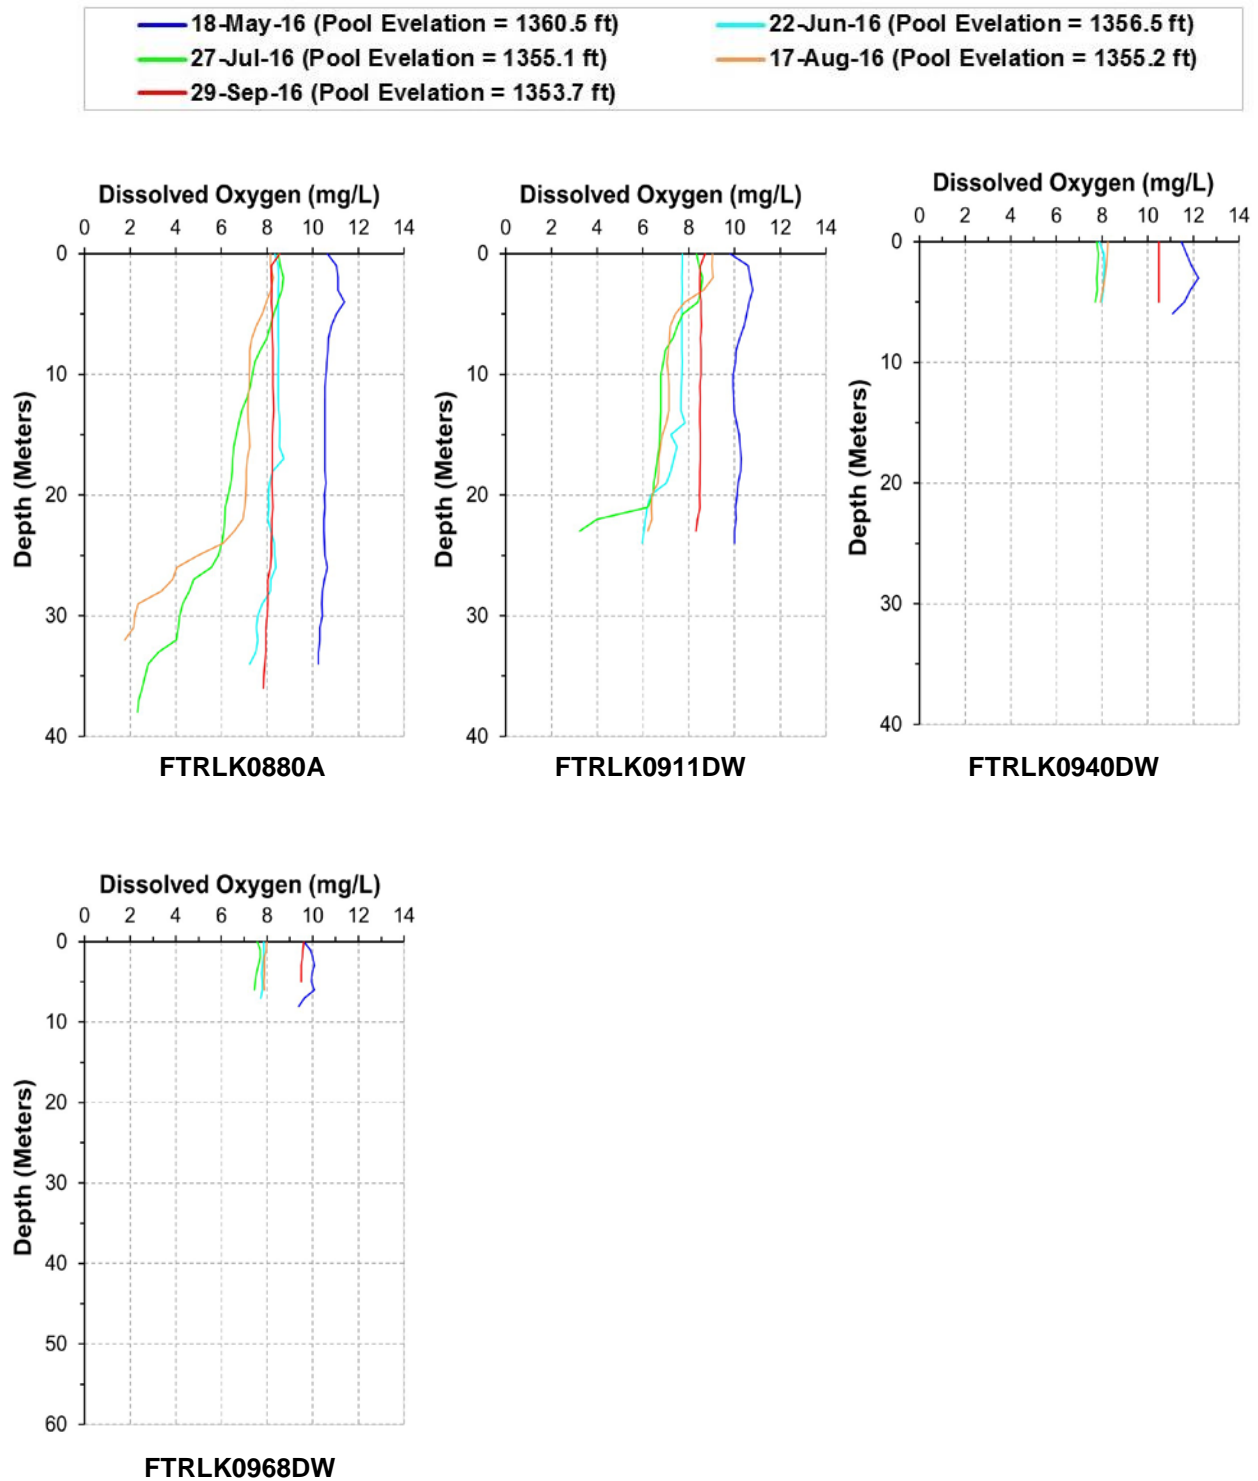 18-May-16 (Pool Evelation = 1360.5 ft) 22-Jun-16 (Pool Evelation = 1356.5 ft)
27-Jul-16 (Pool Evelation = 1355.1 ft) 17-Aug-16 (Pool Evelation = 1355.2 ft)
29-Sep-16 (Pool Evelation = 1353.7 ft)
Dissolved Oxygen (mg/L)
0 2 4 6 8 10 12 14
0
10
20
30
40
Depth (Meters)
FTRLK0880A
Dissolved Oxygen (mg/L)
0 2 4 6 8 10 12 14
0
10
20
30
40
Depth (Meters)
FTRLK0911DW
Dissolved Oxygen (mg/L)
0 2 4 6 8 10 12 14
0
10
20
30
40
Depth (Meters)
FTRLK0940DW
Dissolved Oxygen (mg/L)
0 2 4 6 8 10 12 14
0
10
20
30
40
50
60
Depth (Meters)
FTRLK0968DW